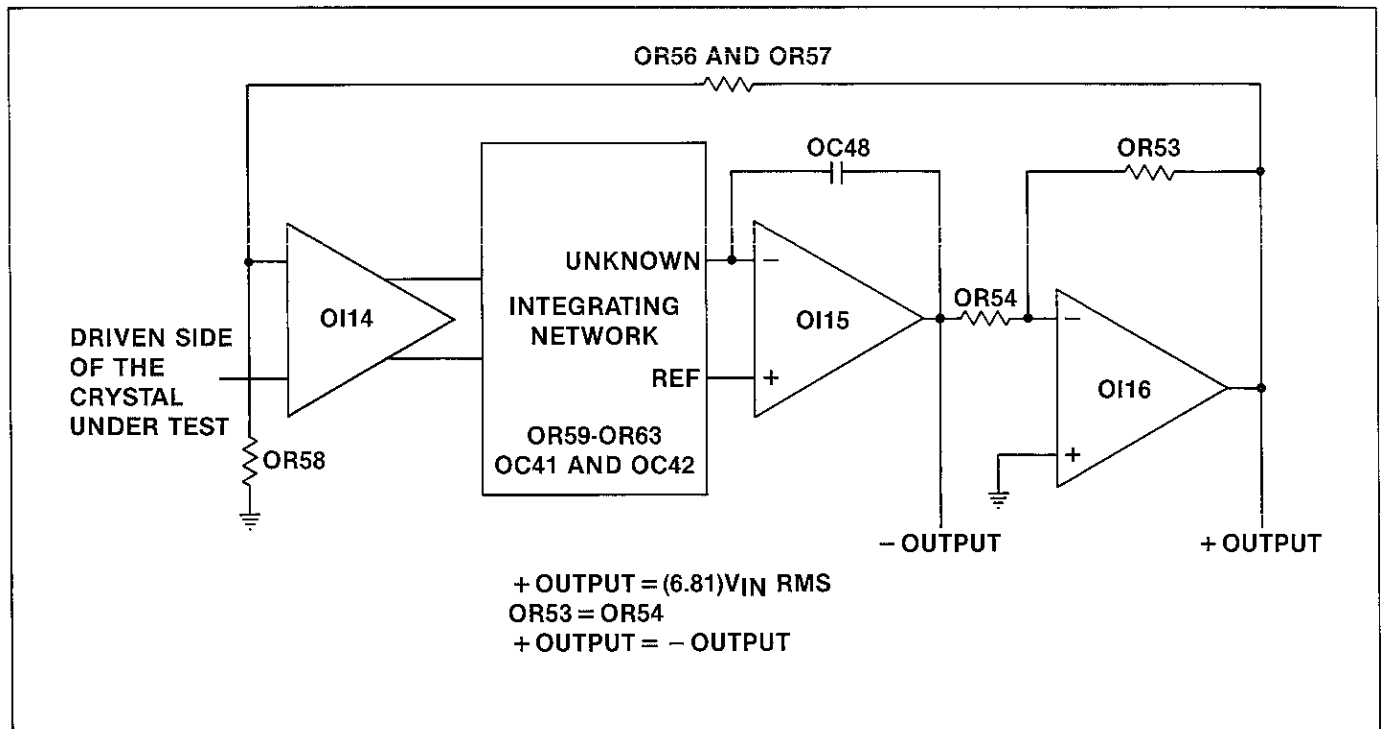 OR56 AND OR57
OC48
OR53
UNKNOWN
OR54
OI14
INTEGRATING
NETWORK
OI15
DRIVEN SIDE
OF THE
CRYSTAL
UNDER TEST
REF
OI16
OR58
OR59-OR63
OC41 AND OC42
− OUTPUT
+ OUTPUT
+ OUTPUT = (6.81)VIN RMS
OR53 = OR54
+ OUTPUT = − OUTPUT